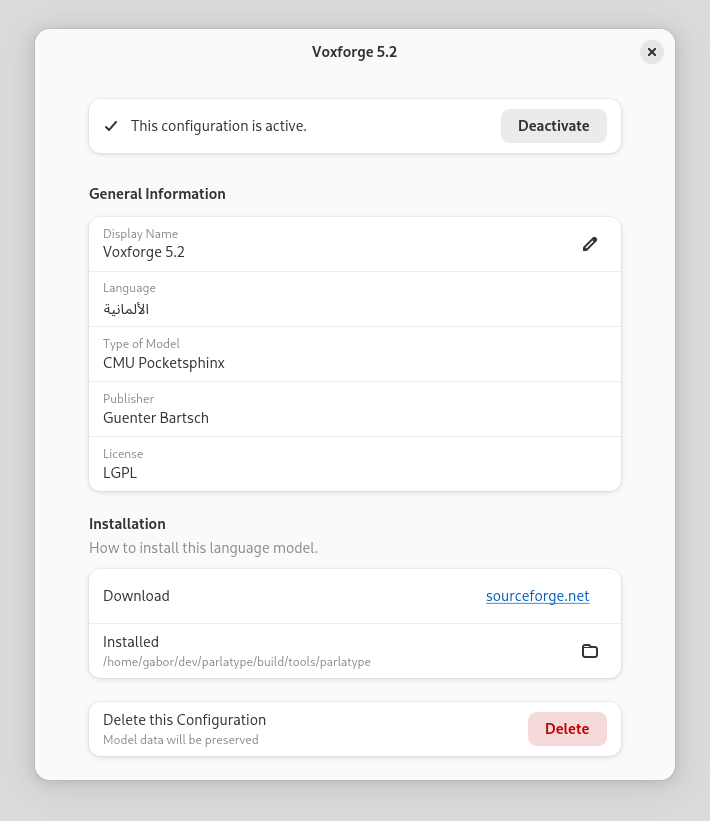 Voxforge 5.2
This configuration is active.
Deactivate
General Information
Display Name
Voxforge 5.2
Language
الألمانية
Type of Model
CMU Pocketsphinx
Publisher
Guenter Bartsch
License
LGPL
Installation
How to install this language model.
Download
sourceforge.net
Installed
/home/gabor/dev/parlatype/build/tools/parlatype
Delete this Configuration
Model data will be preserved
Delete